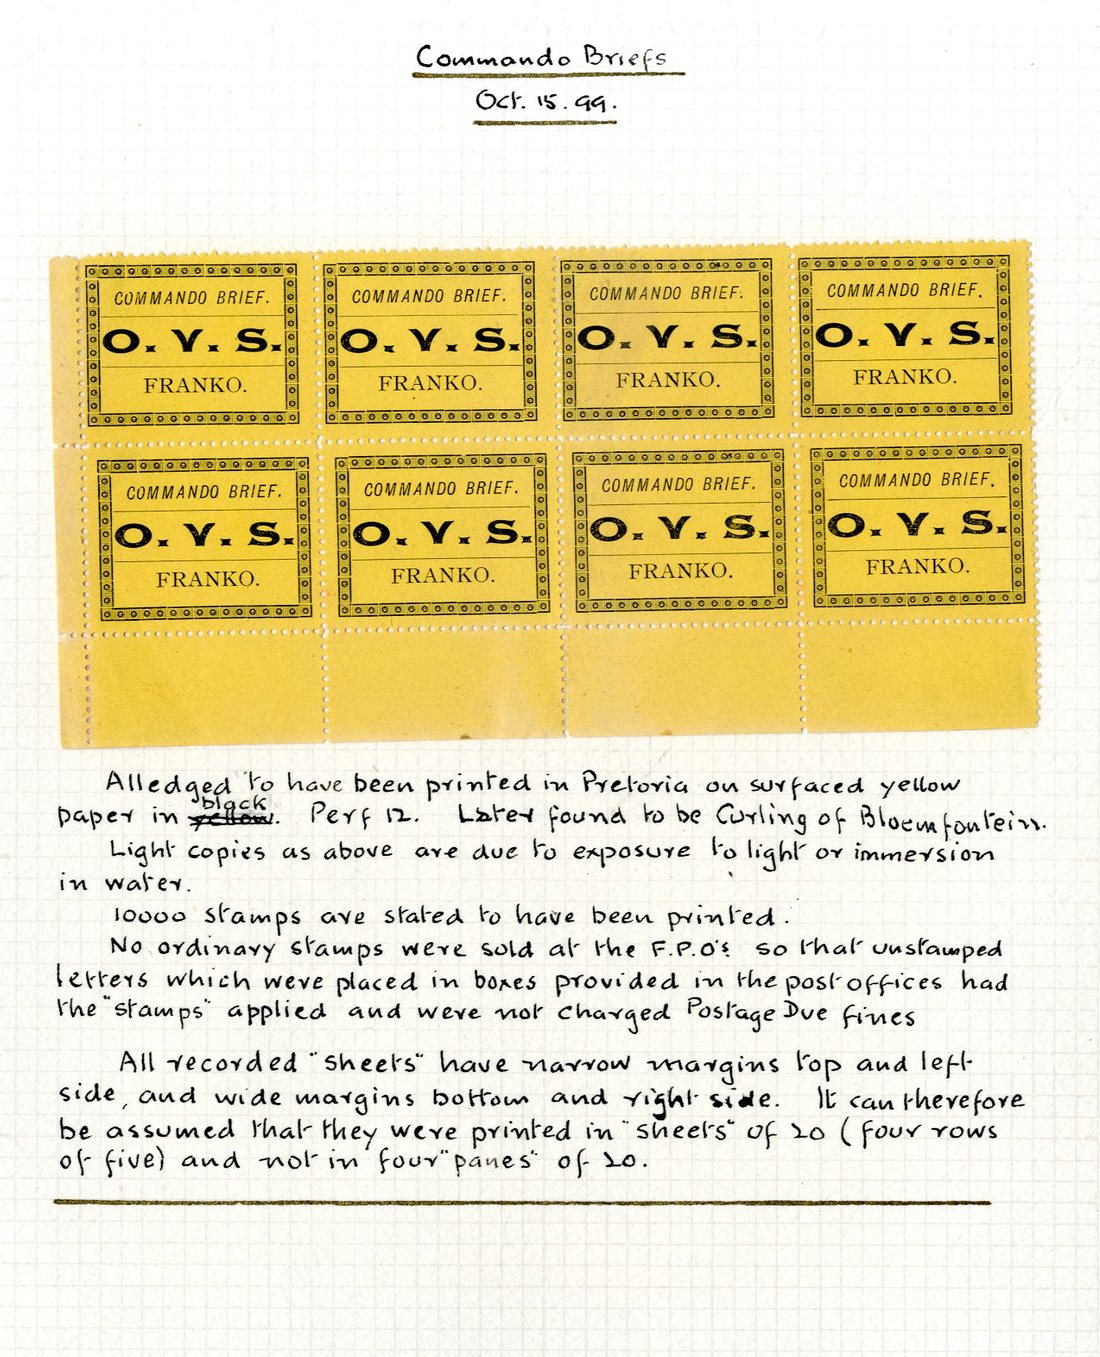 Commando Briefs
Oct. 15. 99.
COMMANDO BRIEF. COMMANDO BRIEF. COMMANDO BRIEF. COMMANDO BRIEF.
O. V. S. O. V. S. O. V. S. O. V. S.
FRANKO. FRANKO. FRANKO. FRANKO.
COMMANDO BRIEF. COMMANDO BRIEF. COMMANDO BRIEF. COMMANDO BRIEF.
O. V. S. O. V. S. O. V. S. O. V. S.
FRANKO. FRANKO. FRANKO. FRANKO.
Alledged to have been printed in Pretoria on surfaced yellow
black
paper in yellow. Perf 12. Later found to be Curling of Bloemfontein.
Light copies as above are due to exposure to light or immersion
in water.
10000 stamps are stated to have been printed.
No ordinary stamps were sold at the F.P.O's so that unstamped
letters which were placed in boxes provided in the post offices had
the "stamps" applied and were not charged Postage Due fines
All recorded "sheets" have narrow margins top and left
side, and wide margins bottom and right side. It can therefore
be assumed that they were printed in "sheets" of 20 (four rows
of five) and not in four "panes" of 20.